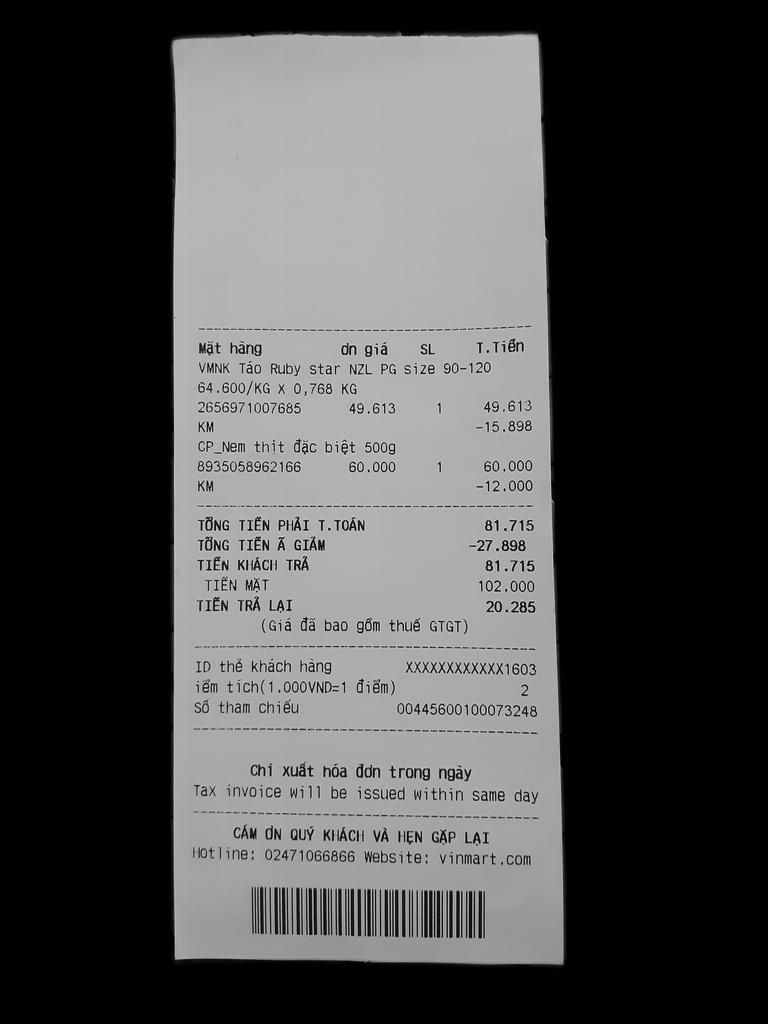 Mặt hàng ơn giá SL T.Tiền
VMNK Táo Ruby star NZL PG size 90-120
64.600/KG X 0,768 KG
2656971007685 49.613 1 49.613
KM -15.898
CP_Nem thịt đặc biệt 500g
8935058962166 60.000 1 60.000
KM -12.000
TỔNG TIỀN PHẢI T.TOÁN 81.715
TỔNG TIỀN Ã GIẢM -27.898
TIỀN KHÁCH TRẢ 81.715
TIỀN MẶT 102.000
TIỀN TRẢ LẠI 20.285
(Giá đã bao gồm thuế GTGT)
ID thẻ khách hàng XXXXXXXXXXXX1603
iểm tích(1.000VND=1 điểm) 2
Số tham chiếu 00445600100073248
Chỉ xuất hóa đơn trong ngày
Tax invoice will be issued within same day
CẢM ƠN QUÝ KHÁCH VÀ HẸN GẶP LẠI
Hotline: 02471066866 Website: vinmart.com